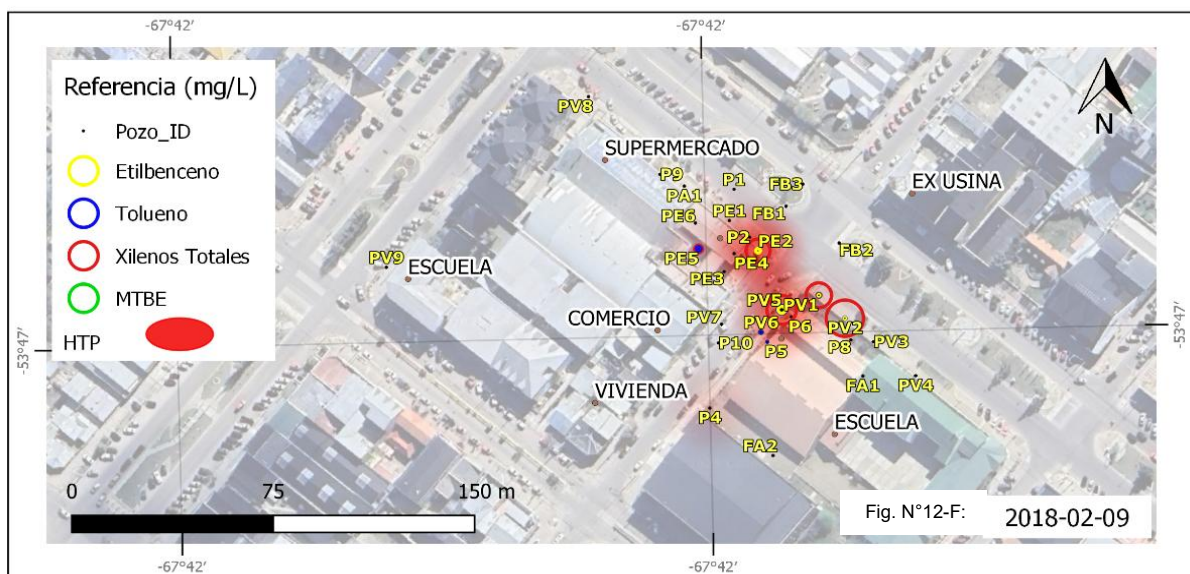 -67°42'
-67°42'
Referencia (mg/L)
Pozo_ID
Etilbenceno
Tolueno
Xilenos Totales
MTBE
HTP
N
PV8
SUPERMERCADO
P9
PA1
P1
FB3
EX USINA
PE6
PE1
FB1
P2
PE2
FB2
PE5
PE4
PV9
ESCUELA
PE3
PV5
PV1
COMERCIO
PV7
PV6
P6
PV2
-53°47'
-53°47'
P10
P5
P8
PV3
VIVIENDA
FA1
PV4
P4
ESCUELA
FA2
0
75
150 m
Fig. N°12-F:
2018-02-09
-67°42'
-67°42'